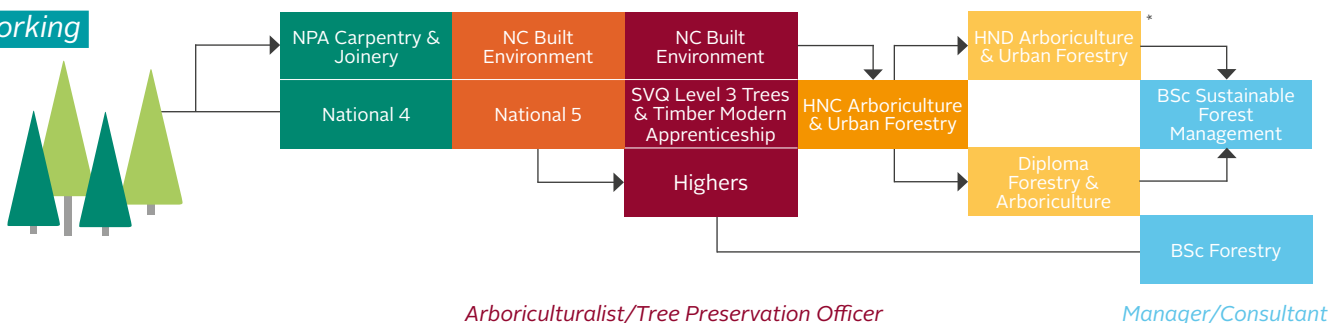 orking
NPA Carpentry &
Joinery
NC Built
Environment
NC Built
Environment
HND Arboriculture
& Urban Forestry
*
National 4
National 5
SVQ Level 3 Trees
& Timber Modern
Apprenticeship
HNC Arboriculture
& Urban Forestry
BSc Sustainable
Forest
Management
Highers
Diploma
Forestry &
Arboriculture
BSc Forestry
Arboriculturalist/Tree Preservation Officer
Manager/Consultant